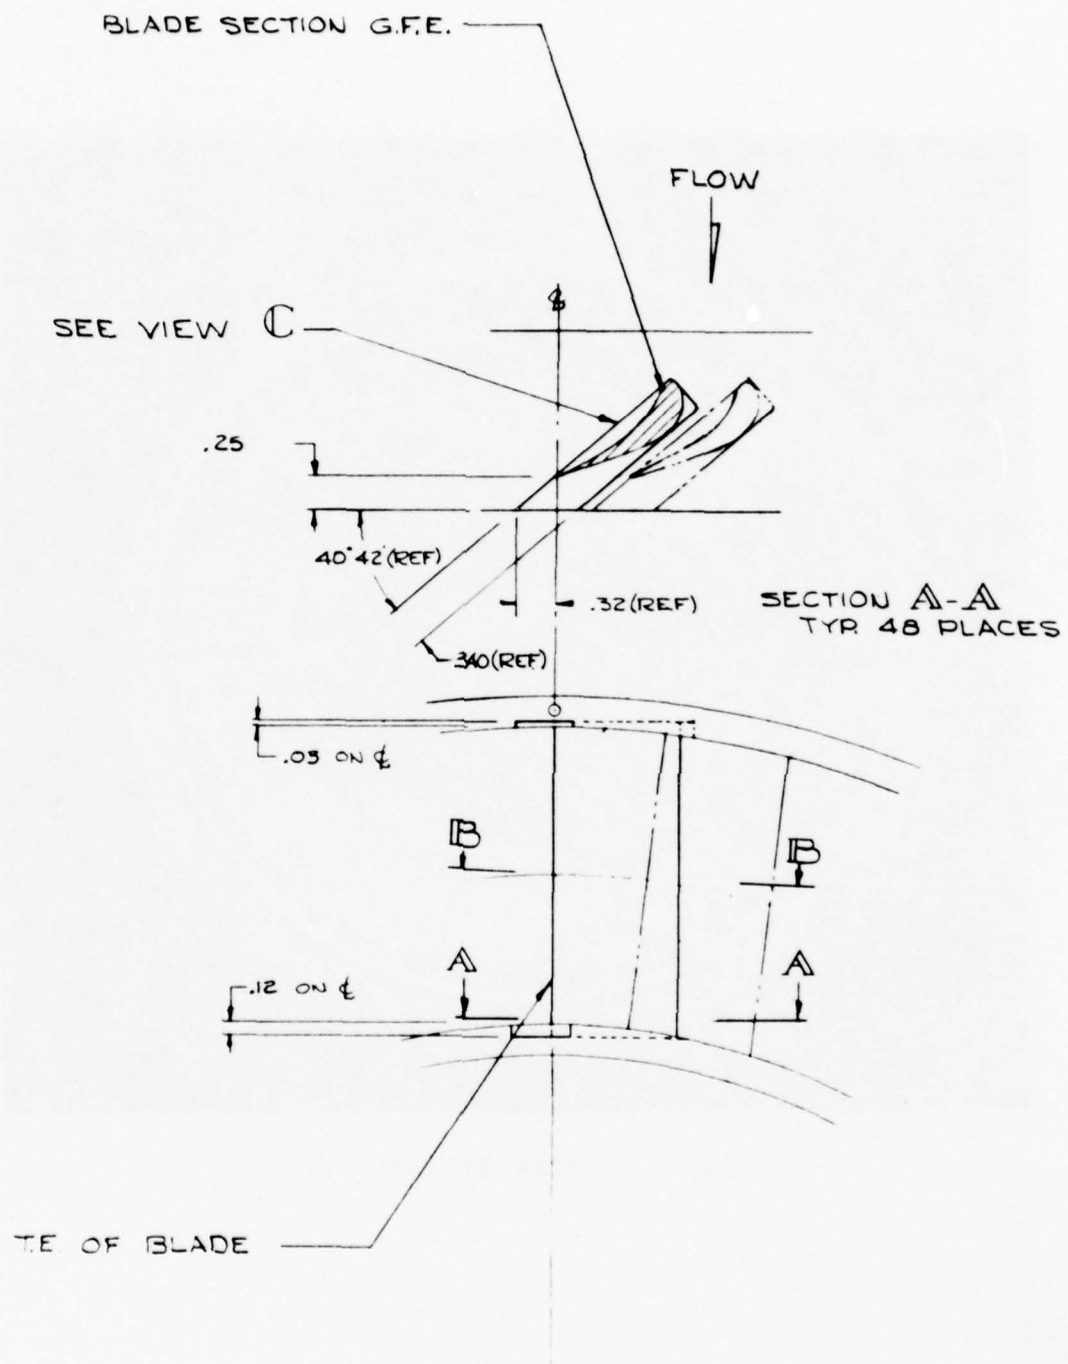 BLADE SECTION G.F.E.
FLOW
℄
SEE VIEW C
.25
40°42'(REF)
.32(REF)
SECTION A-A
TYP. 48 PLACES
.340(REF)
.03 ON ℄
B
B
A
A
.12 ON ℄
T.E. OF BLADE